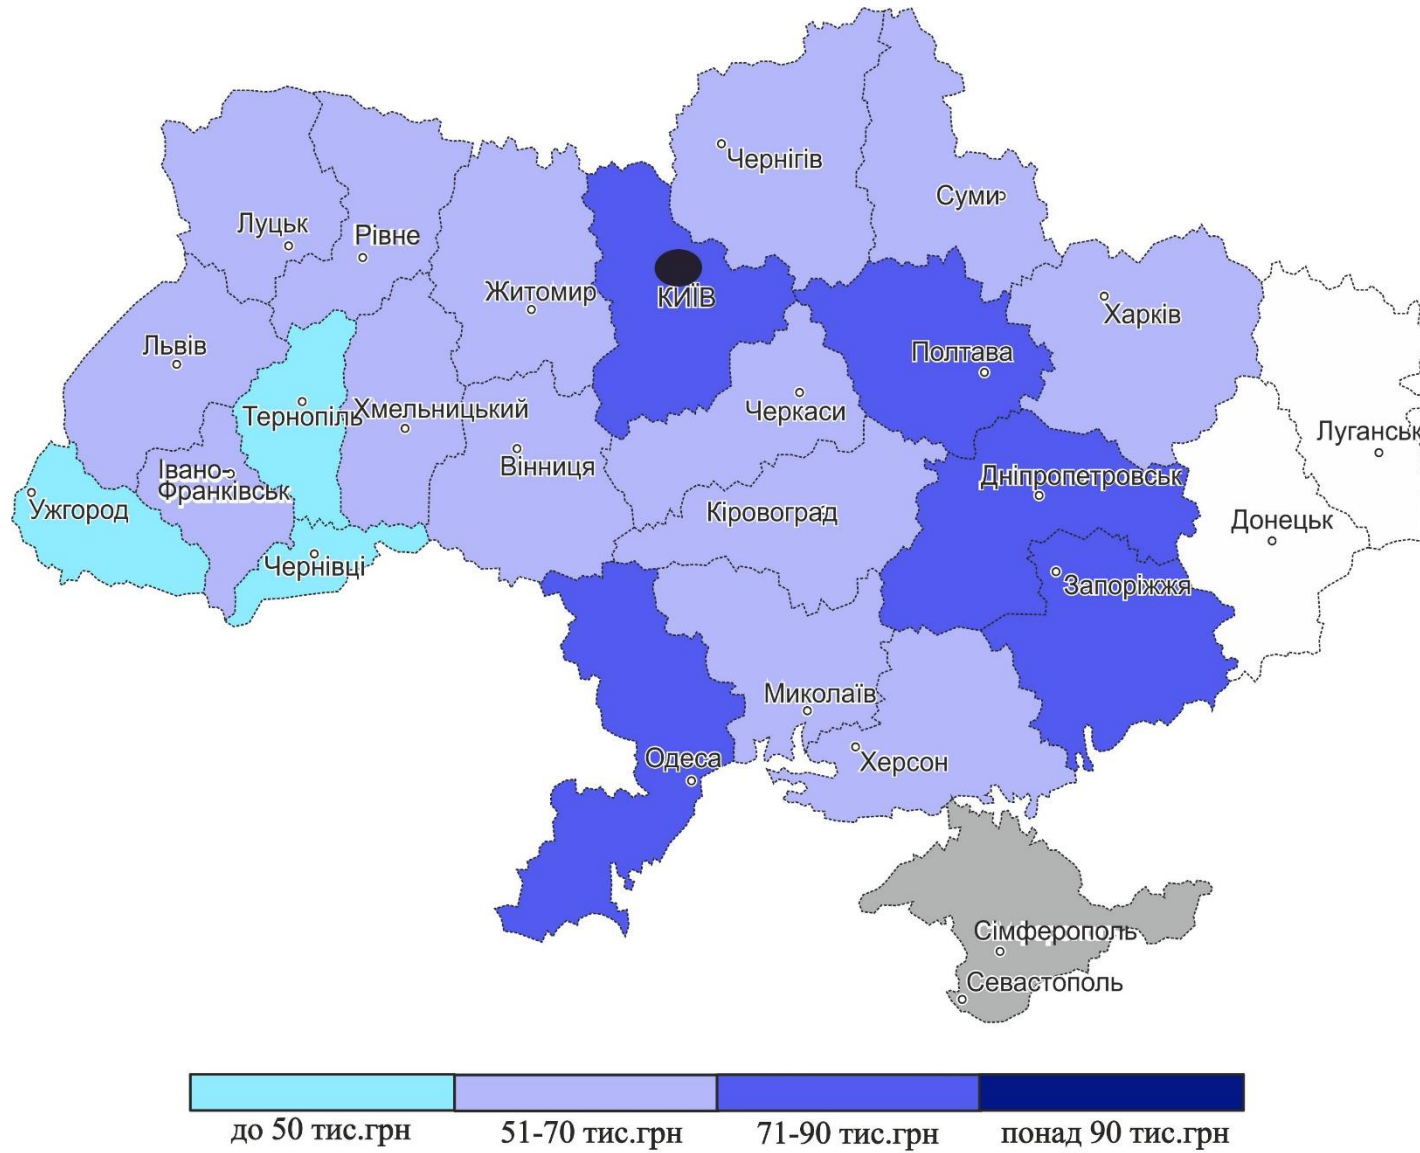 Чернігів
Суми
Луцьк
Рівне
Житомир
КИЇВ
Харків
Львів
Полтава
Тернопіль
Хмельницький
Черкаси
Луганськ
Івано-
Франківськ
Вінниця
Дніпропетровськ
Ужгород
Кіровоград
Донецьк
Чернівці
Запоріжжя
Миколаїв
Одеса
Херсон
Сімферополь
Севастополь
до 50 тис.грн
51-70 тис.грн
71-90 тис.грн
понад 90 тис.грн